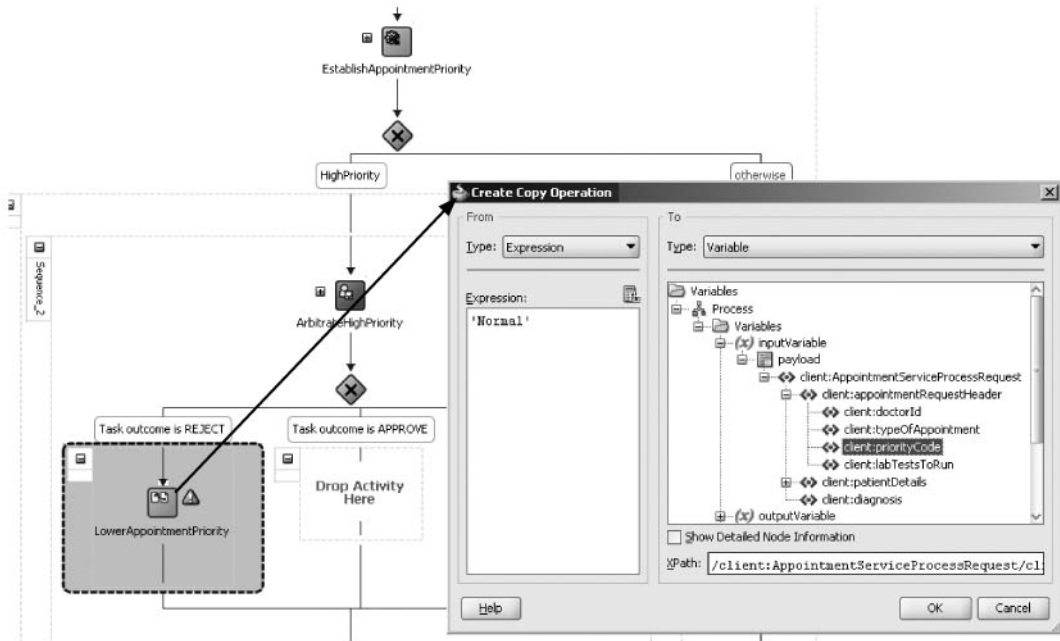 EstablishAppointmentPriority
HighPriority
otherwise
Sequence_2
ArbitrateHighPriority
Task outcome is REJECT
Task outcome is APPROVE
LowerAppointmentPriority
Drop Activity
Here
Create Copy Operation
From
Type: Expression
Expression:
'Normal'
To
Type: Variable
Variables
Process
Variables
(x) inputVariable
payload
client:AppointmentServiceProcessRequest
client:appointmentRequestHeader
client:doctorId
client:typeOfAppointment
client:priorityCode
client:labTestsToRun
client:patientDetails
client:diagnosis
(x) outputVariable
Show Detailed Node Information
XPath: /client:AppointmentServiceProcessRequest/cl
Help
OK
Cancel